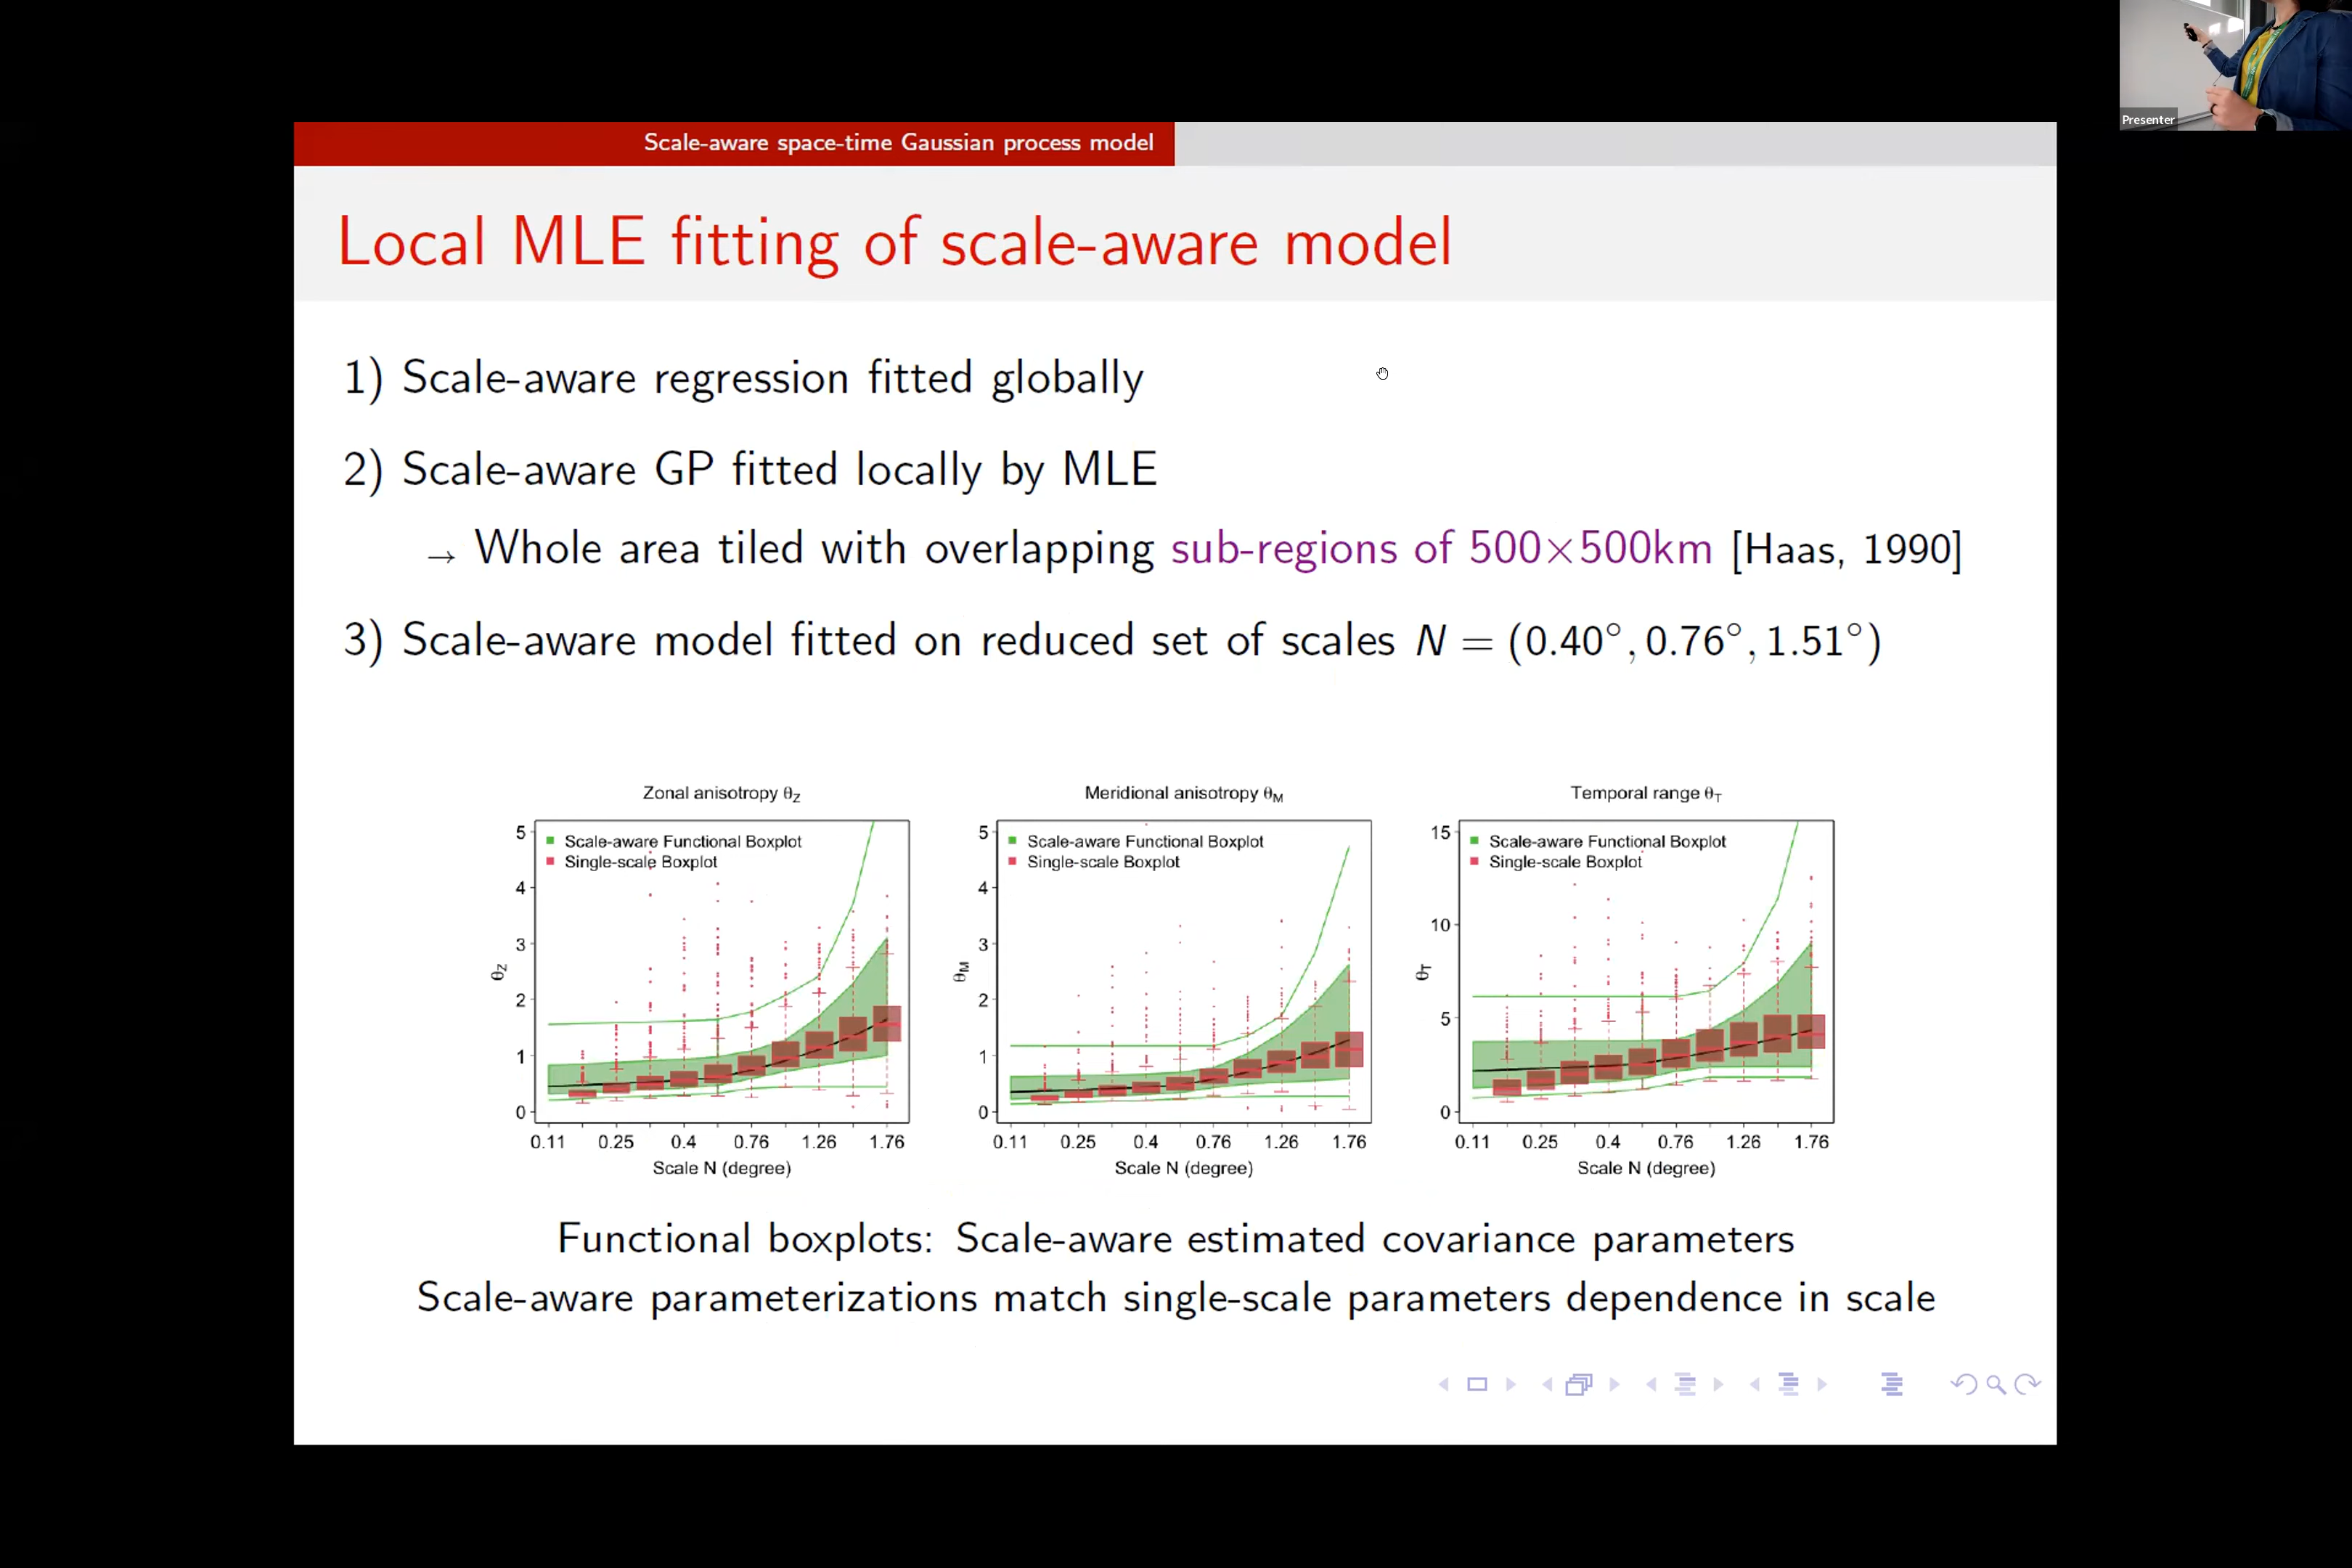 Presenter
Scale-aware space-time Gaussian process model
Local MLE fitting of scale-aware model
1) Scale-aware regression fitted globally
2) Scale-aware GP fitted locally by MLE
→ Whole area tiled with overlapping sub-regions of 500×500km [Haas, 1990]
3) Scale-aware model fitted on reduced set of scales N = (0.40°, 0.76°, 1.51°)
Zonal anisotropy θZ
Scale-aware Functional Boxplot
Single-scale Boxplot
θZ
5
4
3
2
1
0
0.11 0.25 0.4 0.76 1.26 1.76
Scale N (degree)
Meridional anisotropy θM
Scale-aware Functional Boxplot
Single-scale Boxplot
θM
5
4
3
2
1
0
0.11 0.25 0.4 0.76 1.26 1.76
Scale N (degree)
Temporal range θT
Scale-aware Functional Boxplot
Single-scale Boxplot
θT
15
10
5
0
0.11 0.25 0.4 0.76 1.26 1.76
Scale N (degree)
Functional boxplots: Scale-aware estimated covariance parameters
Scale-aware parameterizations match single-scale parameters dependence in scale